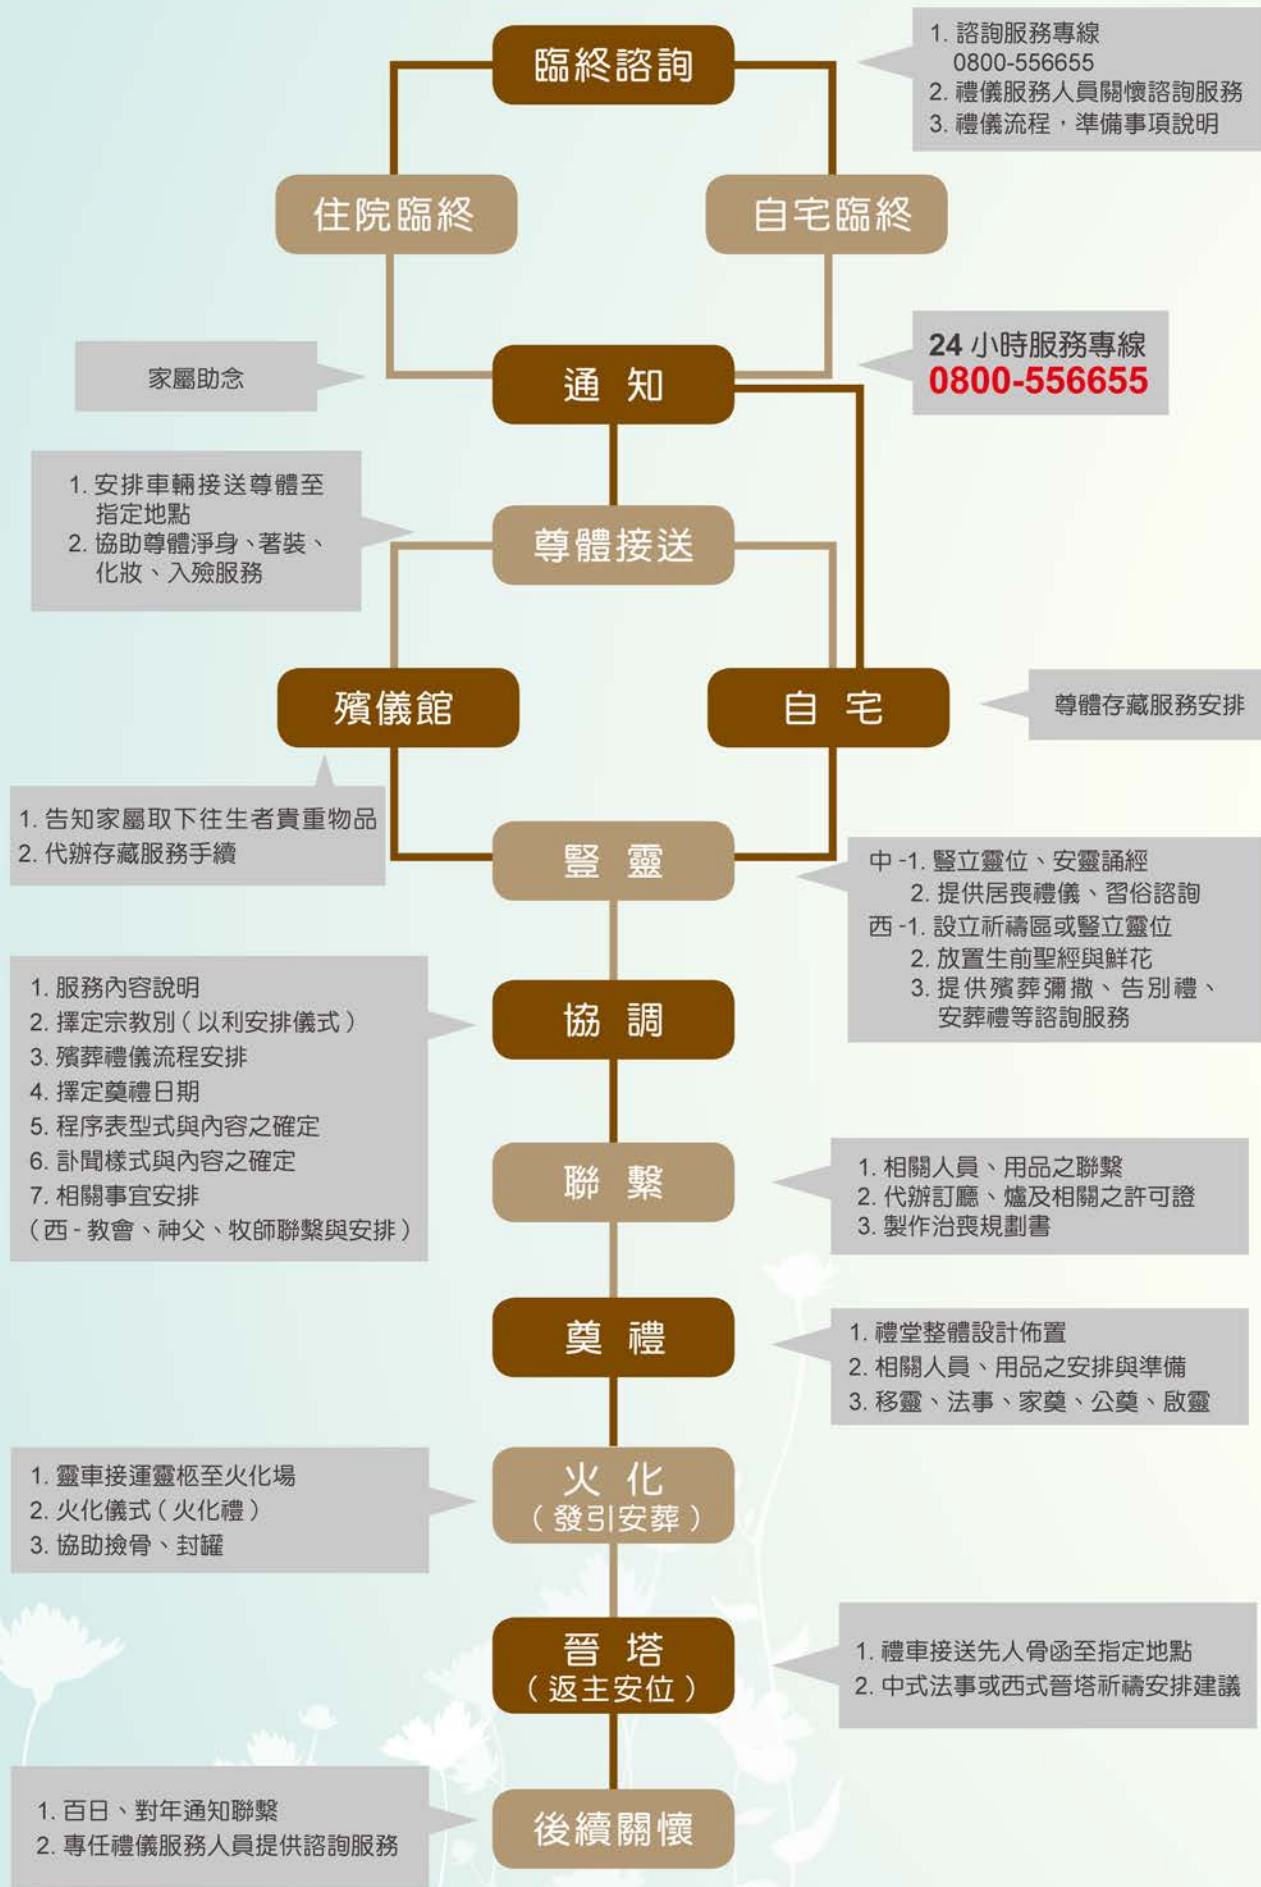 臨終諮詢
1. 諮詢服務專線
0800-556655
2. 禮儀服務人員關懷諮詢服務
3. 禮儀流程，準備事項說明
住院臨終
自宅臨終
家屬助念
通 知
24 小時服務專線
0800-556655
1. 安排車輛接送尊體至
指定地點
2. 協助尊體淨身、著裝、
化妝、入殮服務
尊體接送
殯儀館
自 宅
尊體存藏服務安排
1. 告知家屬取下往生者貴重物品
2. 代辦存藏服務手續
豎 靈
中 -1. 豎立靈位、安靈誦經
2. 提供居喪禮儀、習俗諮詢
西 -1. 設立祈禱區或豎立靈位
2. 放置生前聖經與鮮花
3. 提供殯葬彌撒、告別禮、
安葬禮等諮詢服務
1. 服務內容說明
2. 擇定宗教別（以利安排儀式）
3. 殯葬禮儀流程安排
4. 擇定奠禮日期
5. 程序表型式與內容之確定
6. 訃聞樣式與內容之確定
7. 相關事宜安排
（西 - 教會、神父、牧師聯繫與安排）
協 調
聯 繫
1. 相關人員、用品之聯繫
2. 代辦訂廳、爐及相關之許可證
3. 製作治喪規劃書
奠 禮
1. 禮堂整體設計佈置
2. 相關人員、用品之安排與準備
3. 移靈、法事、家奠、公奠、啟靈
1. 靈車接運靈柩至火化場
2. 火化儀式（火化禮）
3. 協助撿骨、封罐
火 化
（發引安葬）
晉 塔
（返主安位）
1. 禮車接送先人骨函至指定地點
2. 中式法事或西式晉塔祈禱安排建議
1. 百日、對年通知聯繫
2. 專任禮儀服務人員提供諮詢服務
後續關懷